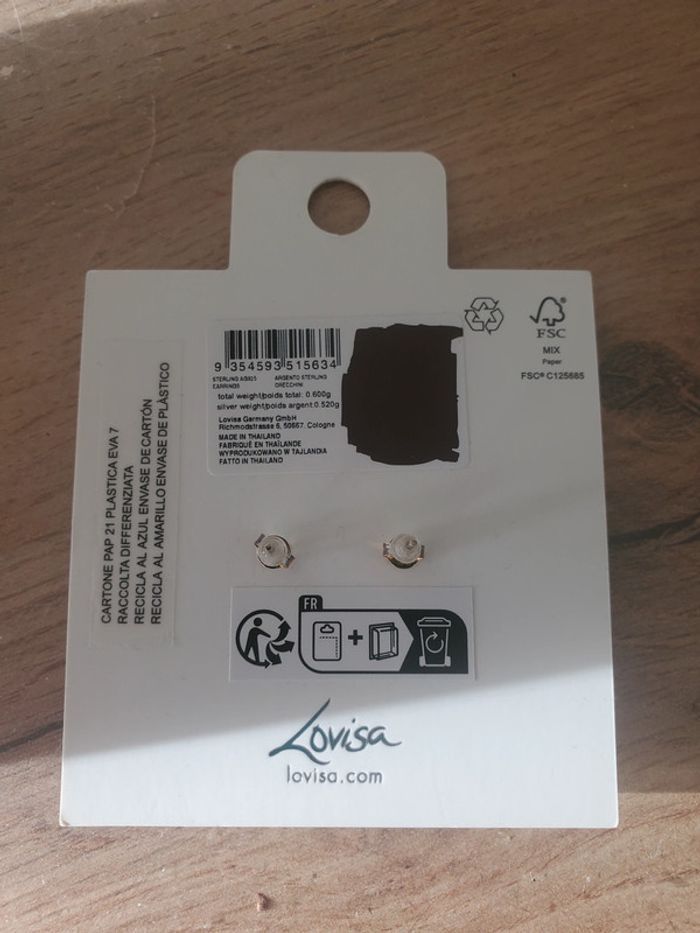 9 354593 515634
STERLING AG925 EARRINGS
ARGENTO STERLING ORECCHINI
total weight/poids total: 0.600g
silver weight/poids argent:0.520g
Lovisa Germany GmbH
Richmodstrasse 6, 50667. Cologne
MADE IN THAILAND
FABRIQUÉ EN THAÏLANDE
WYPRODUKOWANO W TAJLANDIA
FATTO IN THAILAND
FSC
MIX
Paper
FSC® C125685
CARTONE PAP 21 PLASTICA EVA 7
RACCOLTA DIFFERENZIATA
RECICLA AL AZUL ENVASE DE CARTÓN
RECICLA AL AMARILLO ENVASE DE PLÁSTICO
FR
+
Lovisa
lovisa.com